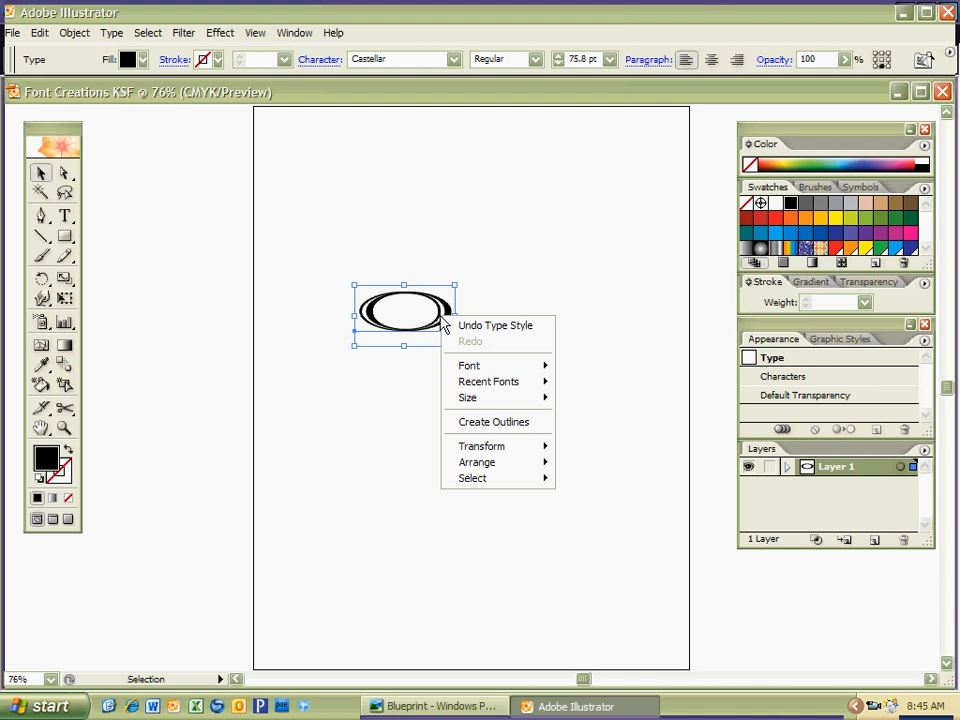 Adobe Illustrator
File Edit Object Type Select Filter Effect View Window Help
Type Fill: Stroke: Character: Castellar Regular 75.8 pt Paragraph: Opacity: 100 %
Font Creations KSF @ 76% (CMYK/Preview)
Color
Swatches Brushes Symbols
Stroke Gradient Transparency
Weight:
Undo Type Style
Redo
Font
Recent Fonts
Size
Create Outlines
Transform
Arrange
Select
Appearance Graphic Styles
Type
Characters
Default Transparency
Layers
Layer 1
1 Layer
76% Selection
start Blueprint - Windows P... Adobe Illustrator 8:45 AM